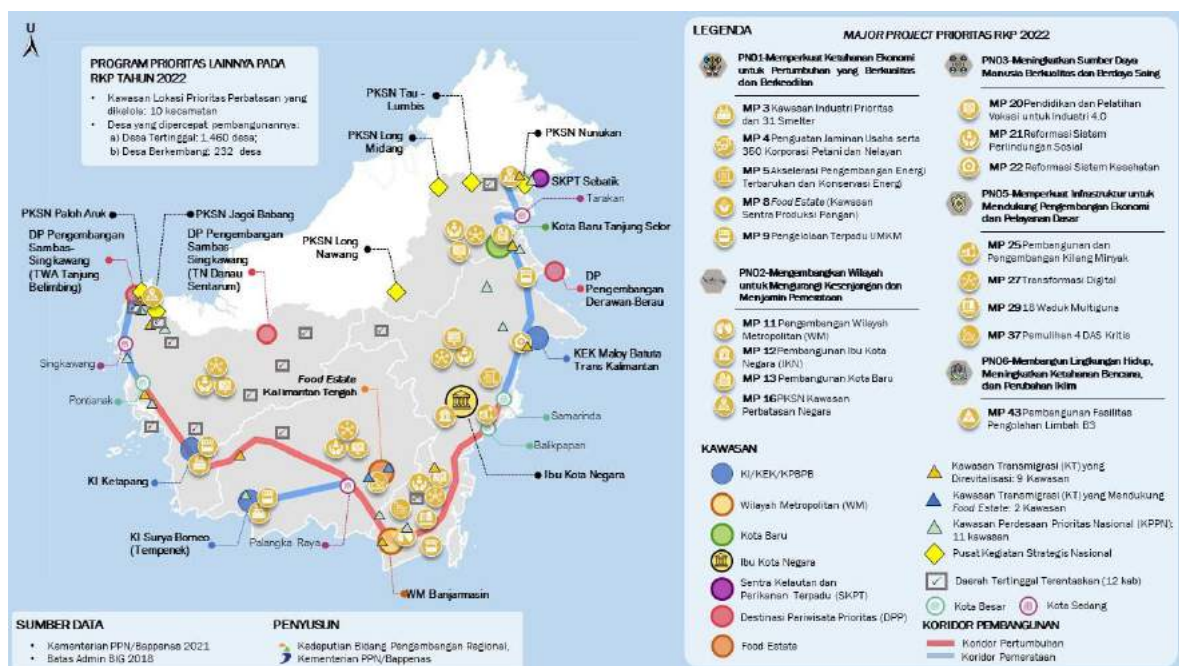 U
PROGRAM PRIORITAS LAINNYA PADA
RKP TAHUN 2022
• Kawasan Lokasi Prioritas Perbatasan yang
dikelola: 10 kecamatan
• Desa yang dipercepat pembangunannya:
a) Desa Tertinggal: 1,460 desa;
b) Desa Berkembang: 232 desa
PKSN Tau -
Lumbis
PKSN Long
Midang
PKSN Nunukan
SKPT Sebatik
Tarakan
Kota Baru Tanjung Selor
DP
Pengembangan
Derawan-Berau
PKSN Paloh Aruk
PKSN Jagoi Babang
DP Pengembangan
Sambas-
Singkawang
(TWA Tanjung
Belimbing)
DP Pengembangan
Sambas-
Singkawang
(TN Danau
Sentarum)
PKSN Long
Nawang
KEK Maloy Batuta
Trans Kalimantan
Singkawang
Pontianak
Food Estate
Kalimantan Tengah
Samarinda
Balikpapan
Ibu Kota Negara
KI Ketapang
KI Surya Borneo
(Tempenek)
Palangka Raya
WM Banjarmasin
SUMBER DATA
• Kementerian PPN/Bappenas 2021
• Batas Admin BIG 2018
PENYUSUN
Kedeputian Bidang Pengembangan Regional,
Kementerian PPN/Bappenas
LEGENDA
MAJOR PROJECT PRIORITAS RKP 2022
PN01-Memperkuat Ketahanan Ekonomi
untuk Pertumbuhan yang Berkualitas
dan Berkeadilan
MP 3 Kawasan Industri Prioritas
dan 31 Smelter
MP 4 Penguatan Jaminan Usaha serta
350 Korporasi Petani dan Nelayan
MP 5 Akselerasi Pengembangan Energi
Terbarukan dan Konservasi Energi
MP 8 Food Estate (Kawasan
Sentra Produksi Pangan)
MP 9 Pengelolaan Terpadu UMKM
PN02-Mengembangkan Wilayah
untuk Mengurangi Kesenjangan dan
Menjamin Pemerataan
MP 11 Pengembangan Wilayah
Metropolitan (WM)
MP 12 Pembangunan Ibu Kota
Negara (IKN)
MP 13 Pembangunan Kota Baru
MP 16 PKSN Kawasan
Perbatasan Negara
PN03-Meningkatkan Sumber Daya
Manusia Berkualitas dan Berdaya Saing
MP 20 Pendidikan dan Pelatihan
Vokasi untuk Industri 4.0
MP 21 Reformasi Sistem
Perlindungan Sosial
MP 22 Reformasi Sistem Kesehatan
PN05-Memperkuat Infrastruktur untuk
Mendukung Pengembangan Ekonomi
dan Pelayanan Dasar
MP 25 Pembangunan dan
Pengembangan Kilang Minyak
MP 27 Transformasi Digital
MP 29 18 Waduk Multiguna
MP 37 Pemulihan 4 DAS Kritis
PN06-Membangun Lingkungan Hidup,
Meningkatkan Ketahanan Bencana,
dan Perubahan Iklim
MP 43 Pembangunan Fasilitas
Pengolahan Limbah B3
KAWASAN
KI/KEK/KPBPB
Wilayah Metropolitan (WM)
Kota Baru
Ibu Kota Negara
Sentra Kelautan dan
Perikanan Terpadu (SKPT)
Destinasi Pariwisata Prioritas (DPP)
Food Estate
Kawasan Transmigrasi (KT) yang
Direvitalisasi: 9 Kawasan
Kawasan Transmigrasi (KT) yang Mendukung
Food Estate: 2 Kawasan
Kawasan Perdesaan Prioritas Nasional (KPPN):
11 kawasan
Pusat Kegiatan Strategis Nasional
Daerah Tertinggal Terentaskan (12 kab)
Kota Besar
Kota Sedang
KORIDOR PEMBANGUNAN
Koridor Pertumbuhan
Koridor Pemerataan